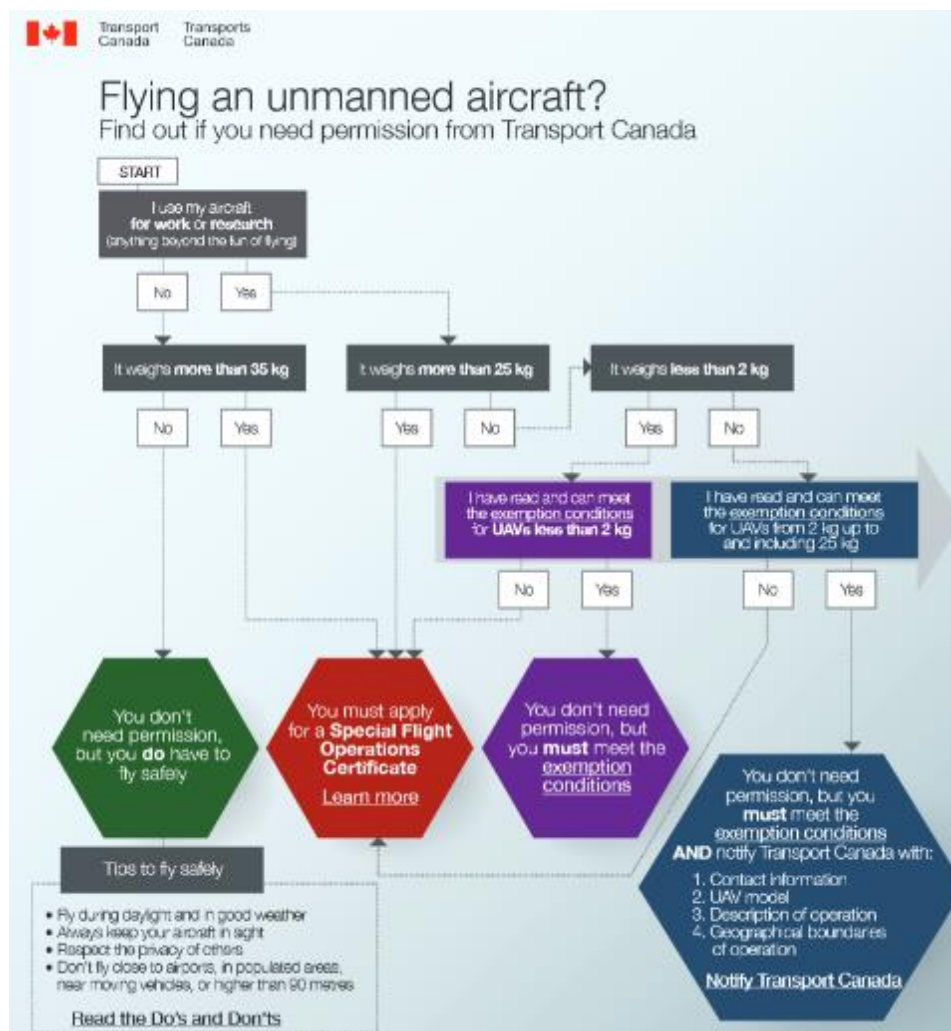 Transport Canada
Transports Canada
Flying an unmanned aircraft?
Find out if you need permission from Transport Canada
START
I use my aircraft
for work or research
(anything beyond the fun of flying)
No
Yes
It weighs more than 35 kg
It weighs more than 25 kg
It weighs less than 2 kg
No
Yes
Yes
No
Yes
No
I have read and can meet
the exemption conditions
for UAVs less than 2 kg
I have read and can meet
the exemption conditions
for UAVs from 2 kg up to
and including 25 kg
No
Yes
No
Yes
You don't
need permission,
but you do have to
fly safely
You must apply
for a Special Flight
Operations
Certificate
Learn more
You don't need
permission, but
you must meet the
exemption
conditions
You don't need
permission, but you
must meet the
exemption conditions
AND notify Transport Canada with:
1. Contact information
2. UAV model
3. Description of operation
4. Geographical boundaries
of operation
Notify Transport Canada
Tips to fly safely
• Fly during daylight and in good weather
• Always keep your aircraft in sight
• Respect the privacy of others
• Don't fly close to airports, in populated areas,
near moving vehicles, or higher than 90 metres
Read the Do's and Don'ts